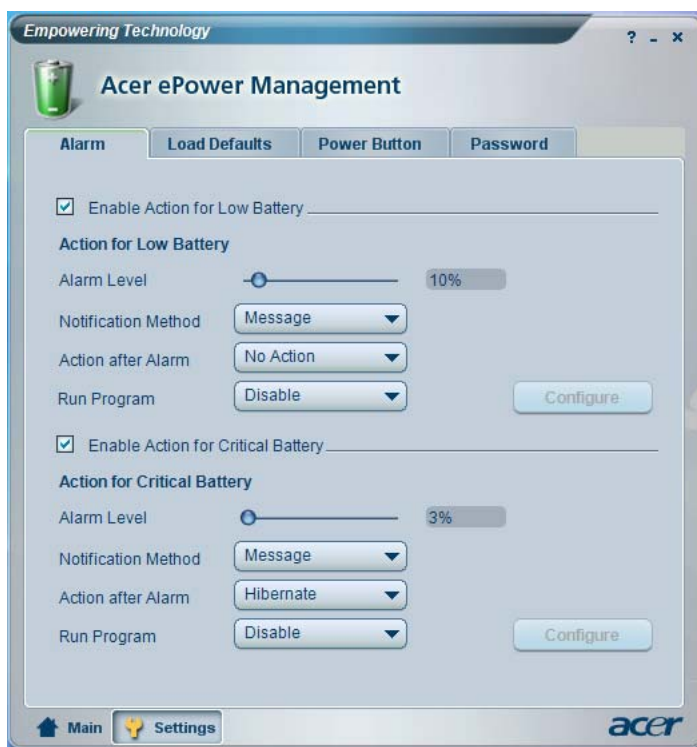 Empowering Technology ? - ×
Acer ePower Management
Alarm Load Defaults Power Button Password
Enable Action for Low Battery
Action for Low Battery
Alarm Level 10%
Notification Method Message
Action after Alarm No Action
Run Program Disable Configure
Enable Action for Critical Battery
Action for Critical Battery
Alarm Level 3%
Notification Method Message
Action after Alarm Hibernate
Run Program Disable Configure
Main Settings acer